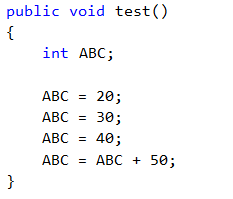 public void test()
{
    int ABC;

    ABC = 20;
    ABC = 30;
    ABC = 40;
    ABC = ABC + 50;
}